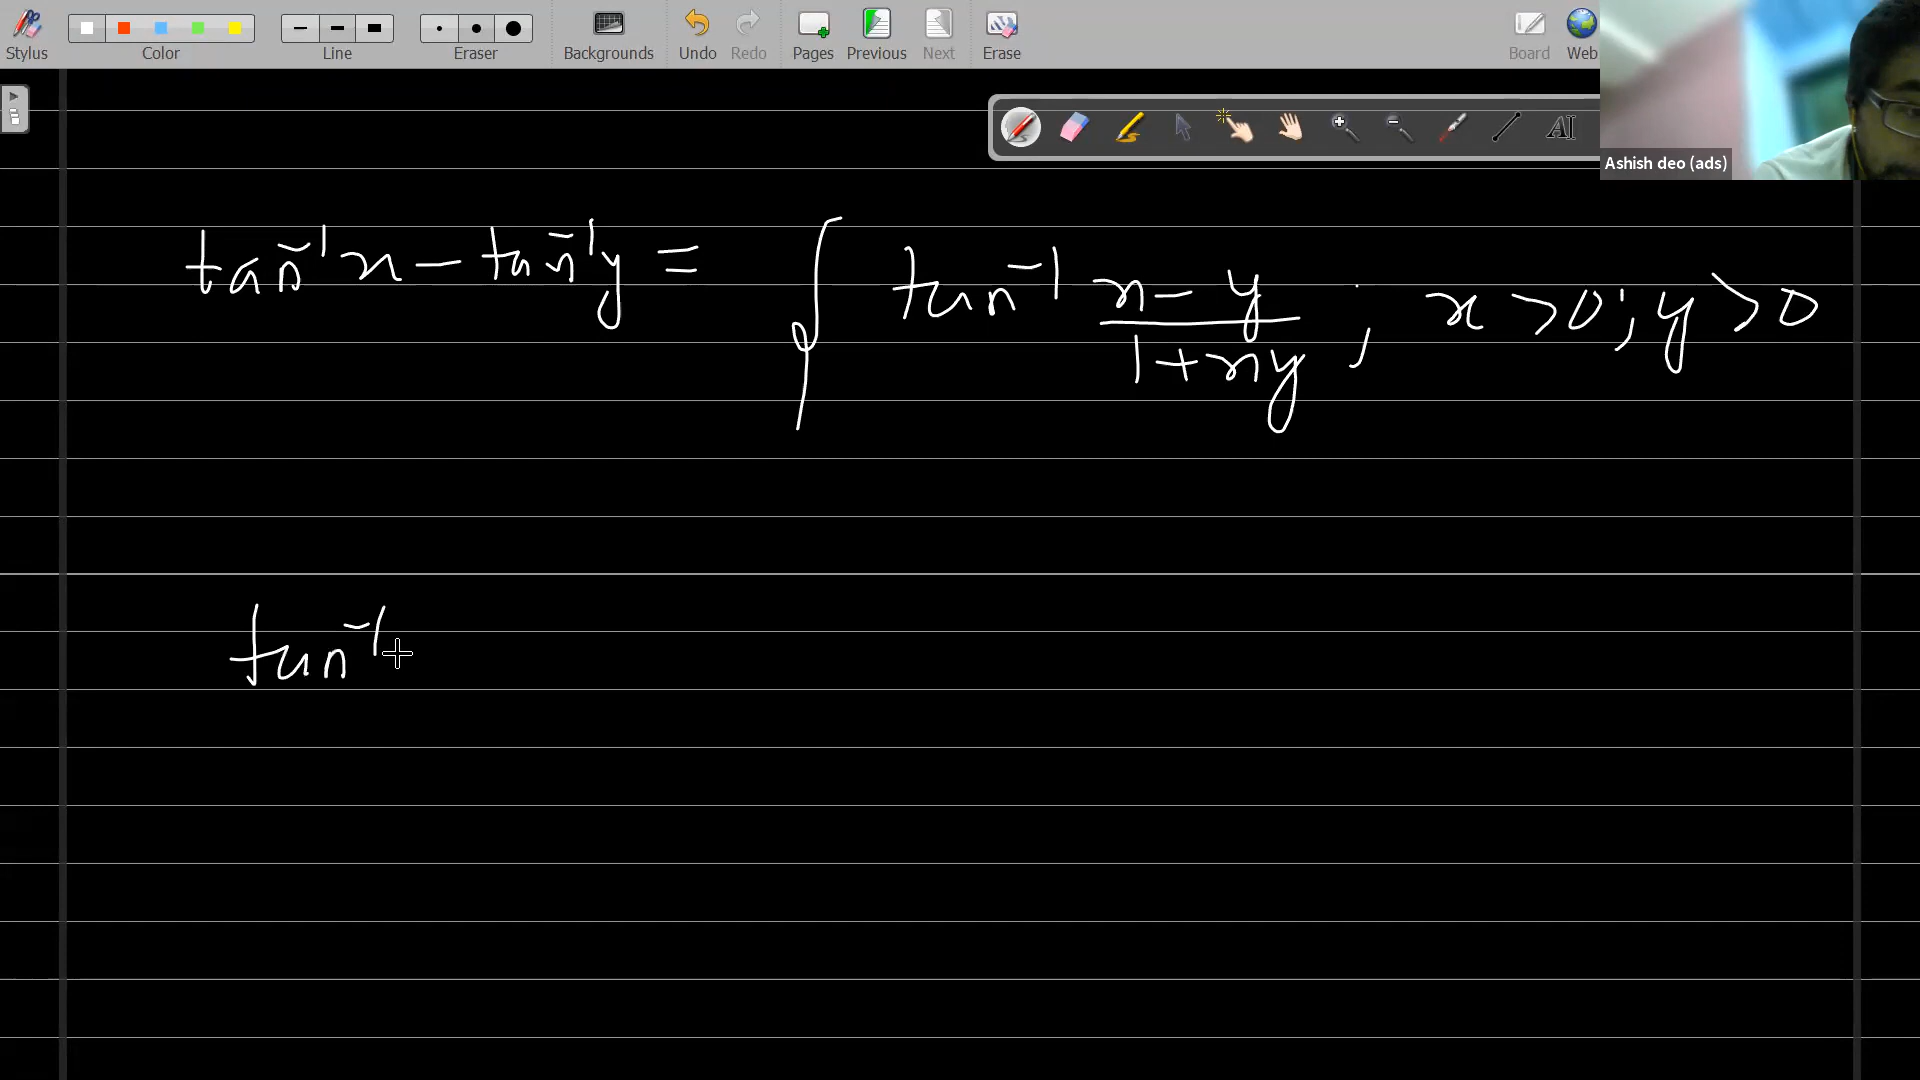 Stylus Color Line Eraser Backgrounds Undo Redo Pages Previous Next Erase Board Web
AI
Ashish deo (ads)
tan⁻¹x - tan⁻¹y = { tan⁻¹ (x - y)/(1 + xy) ; x > 0 ; y > 0
tan⁻¹